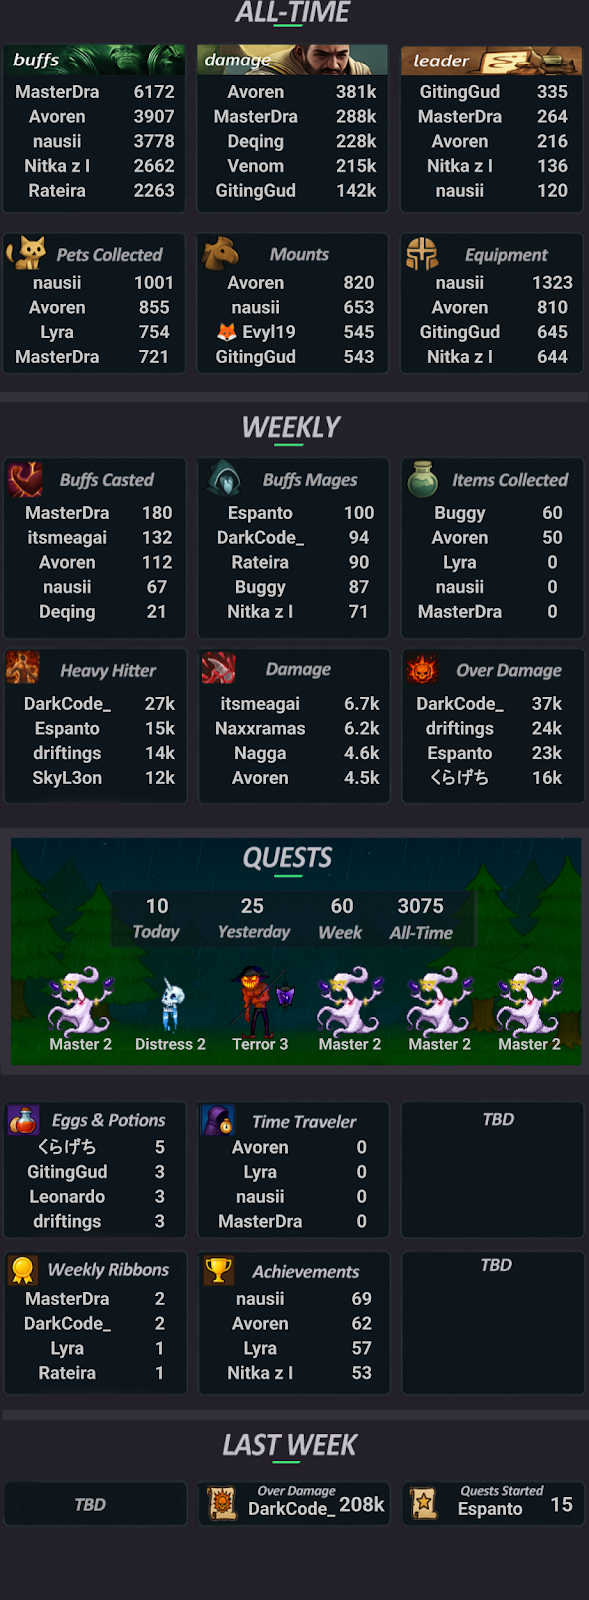 ALL-TIME
buffs
MasterDra 6172
Avoren 3907
nausii 3778
Nitka z l 2662
Rateira 2263
damage
Avoren 381k
MasterDra 288k
Deqing 228k
Venom 215k
GitingGud 142k
leader
GitingGud 335
MasterDra 264
Avoren 216
Nitka z l 136
nausii 120
Pets Collected
nausii 1001
Avoren 855
Lyra 754
MasterDra 721
Mounts
Avoren 820
nausii 653
🦊 Evyl19 545
GitingGud 543
Equipment
nausii 1323
Avoren 810
GitingGud 645
Nitka z l 644
WEEKLY
Buffs Casted
MasterDra 180
itsmeagai 132
Avoren 112
nausii 67
Deqing 21
Buffs Mages
Espanto 100
DarkCode_ 94
Rateira 90
Buggy 87
Nitka z l 71
Items Collected
Buggy 60
Avoren 50
Lyra 0
nausii 0
MasterDra 0
Heavy Hitter
DarkCode_ 27k
Espanto 15k
driftings 14k
SkyL3on 12k
Damage
itsmeagai 6.7k
Naxxramas 6.2k
Nagga 4.6k
Avoren 4.5k
Over Damage
DarkCode_ 37k
driftings 24k
Espanto 23k
くらげち 16k
QUESTS
10 25 60 3075
Today Yesterday Week All-Time
Master 2 Distress 2 Terror 3 Master 2 Master 2 Master 2
Eggs & Potions
くらげち 5
GitingGud 3
Leonardo 3
driftings 3
Time Traveler
Avoren 0
Lyra 0
nausii 0
MasterDra 0
TBD
Weekly Ribbons
MasterDra 2
DarkCode_ 2
Lyra 1
Rateira 1
Achievements
nausii 69
Avoren 62
Lyra 57
Nitka z l 53
TBD
LAST WEEK
TBD
Over Damage
DarkCode_ 208k
Quests Started
Espanto 15